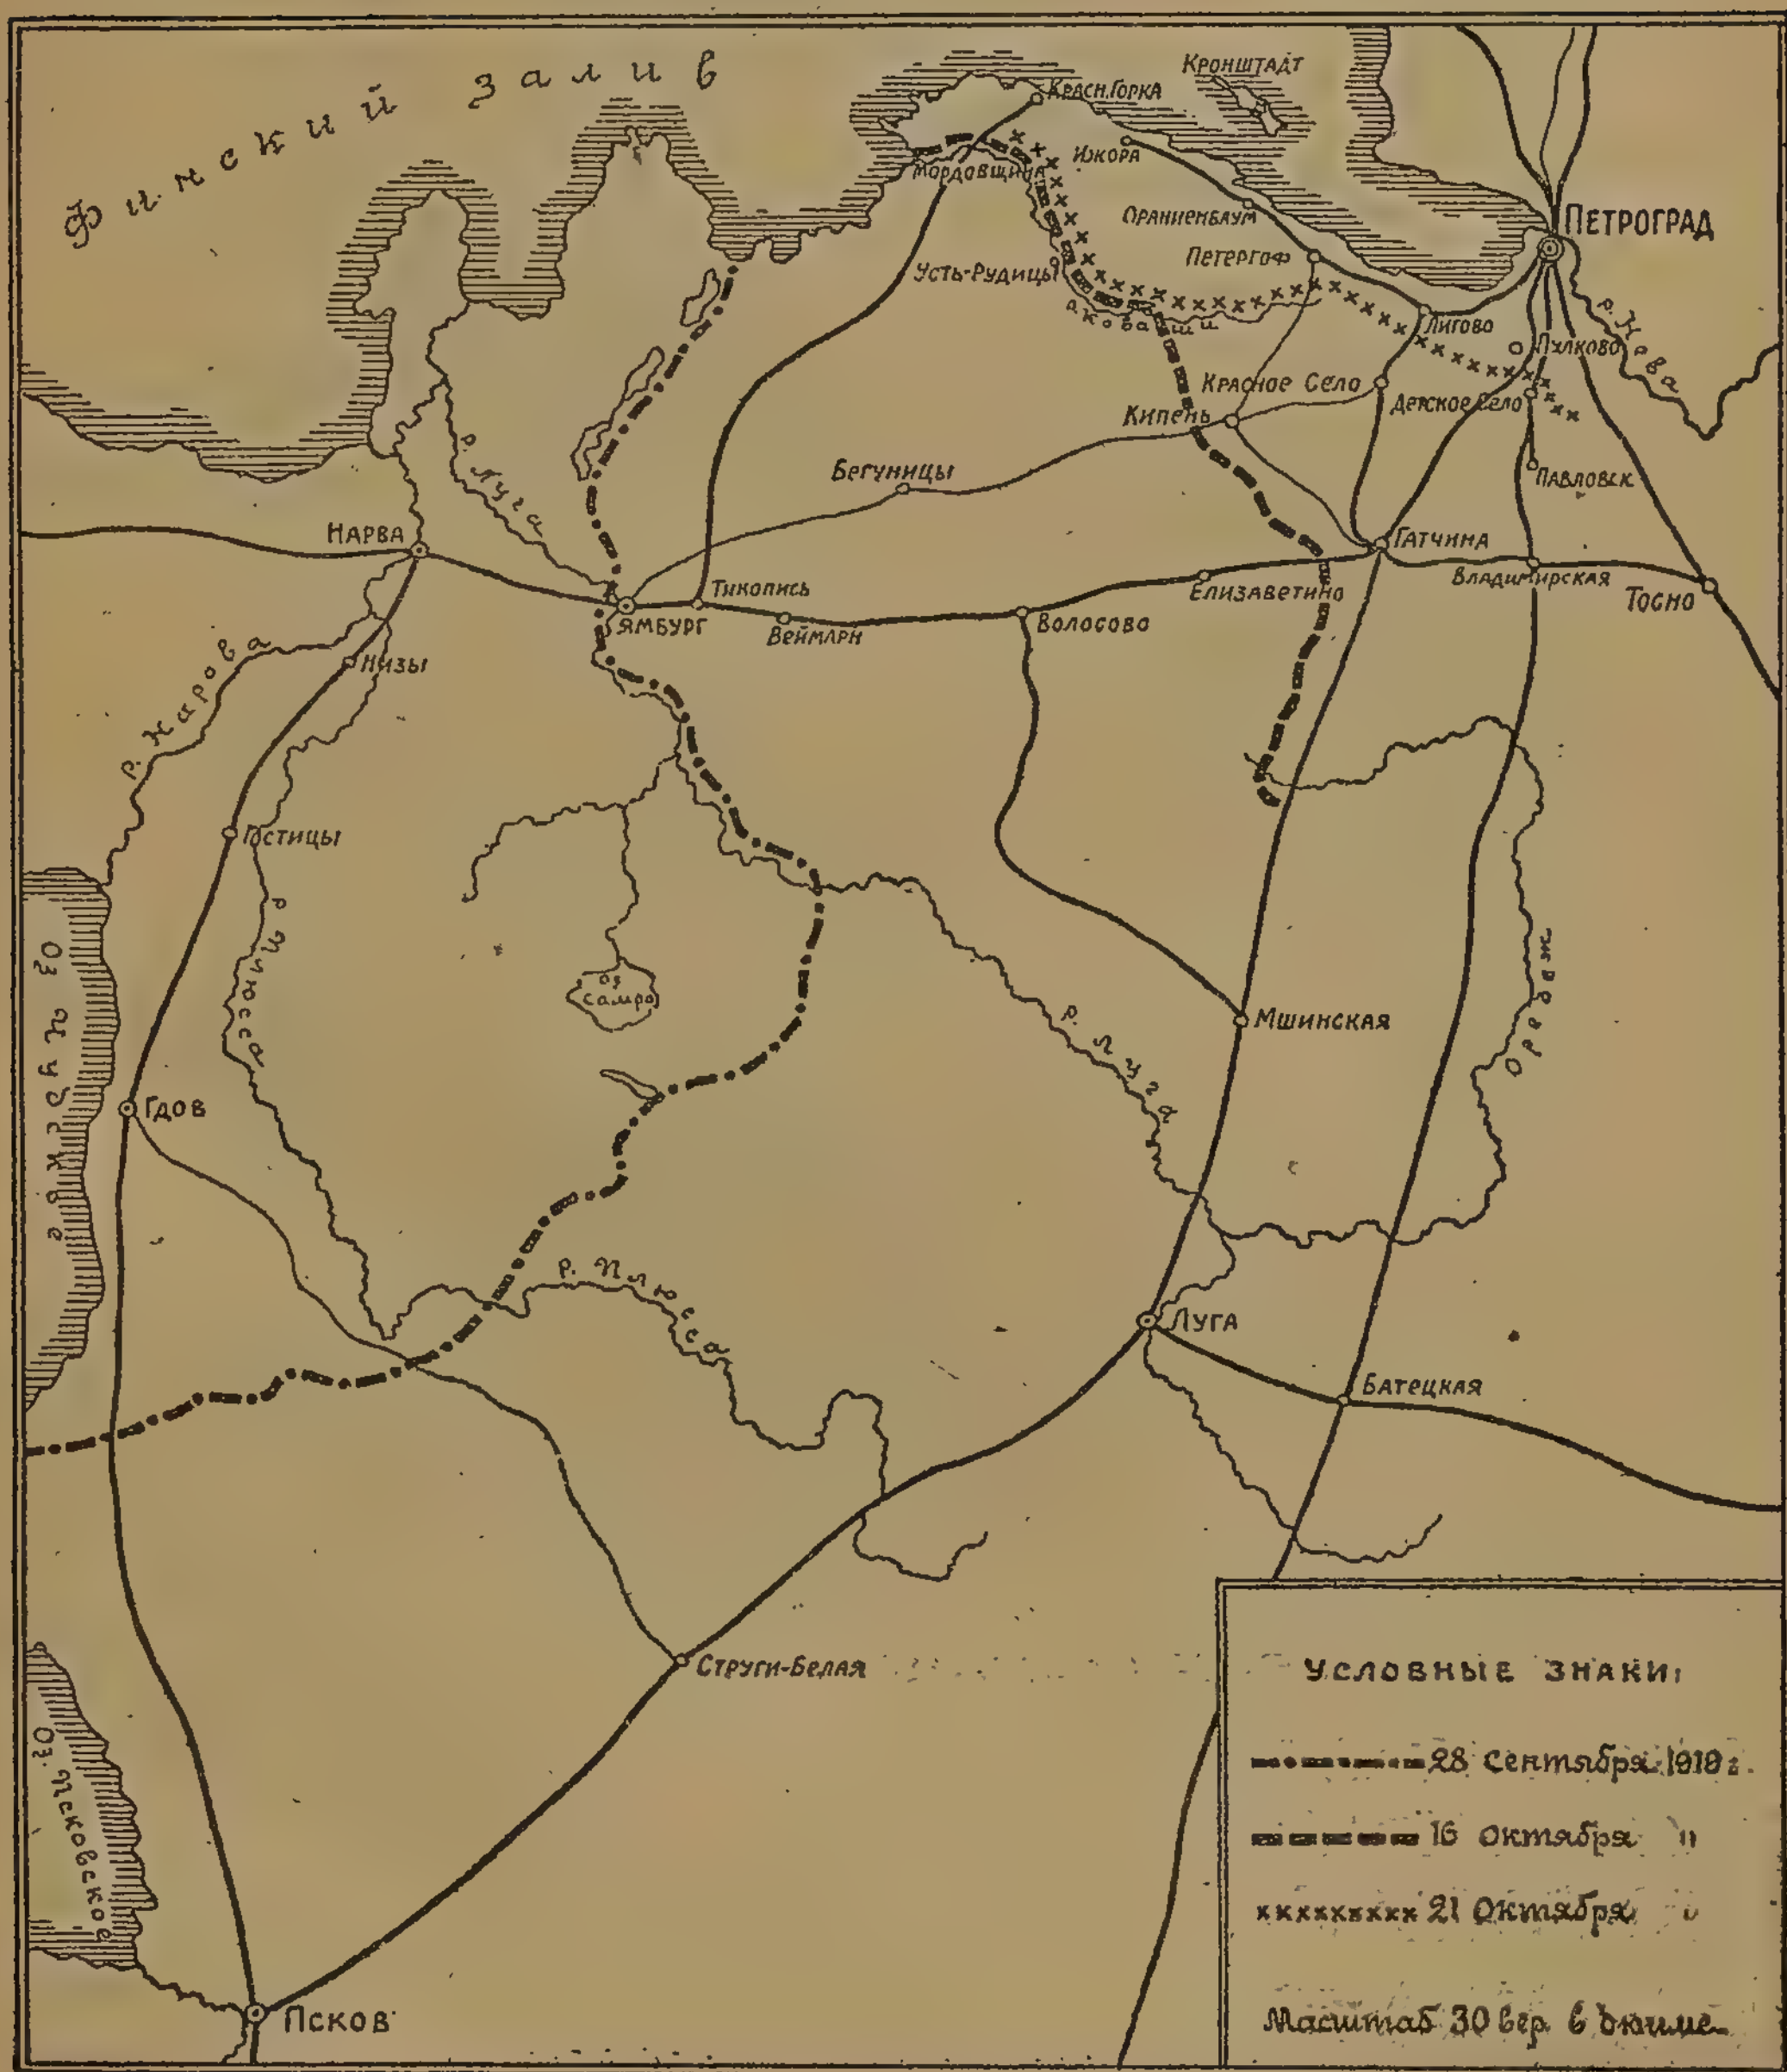 Финский залив
КРОНШТАДТ
КРАСН. ГОРКА
ИЖОРА
МОРДОВЩИНА
ОРАНИЕНБАУМ
ПЕТРОГРАД
ПЕТЕРГОФ
УСТЬ-РУДИЦЫ
р. Коваши
ЛИГОВО
р. Нева
ПУЛКОВО
КРАСНОЕ СЕЛО
ДЕТСКОЕ СЕЛО
КИПЕНЬ
р. Луга
БЕГУНИЦЫ
ПАВЛОВСК
НАРВА
ГАТЧИНА
ТИКОПИСЬ
ЕЛИЗАВЕТИНО
ВЛАДИМИРСКАЯ
ТОСНО
ЯМБУРГ
ВЕЙМАРН
ВОЛОСОВО
р. Нарова
НИЗЫ
ГОСТИЦЫ
р. Плюсса
Оз. Чудское
оз
Самро
р. Луга
МШИНСКАЯ
Оредеж
ГДОВ
р. Плюсса
ЛУГА
БАТЕЦКАЯ
СТРУГИ-БЕЛАЯ
Оз. Псковское
ПСКОВ
УСЛОВНЫЕ ЗНАКИ:
28 Сентября 1919 г.
16 Октября "
21 Октября "
Масштаб 30 вер. в дюйме